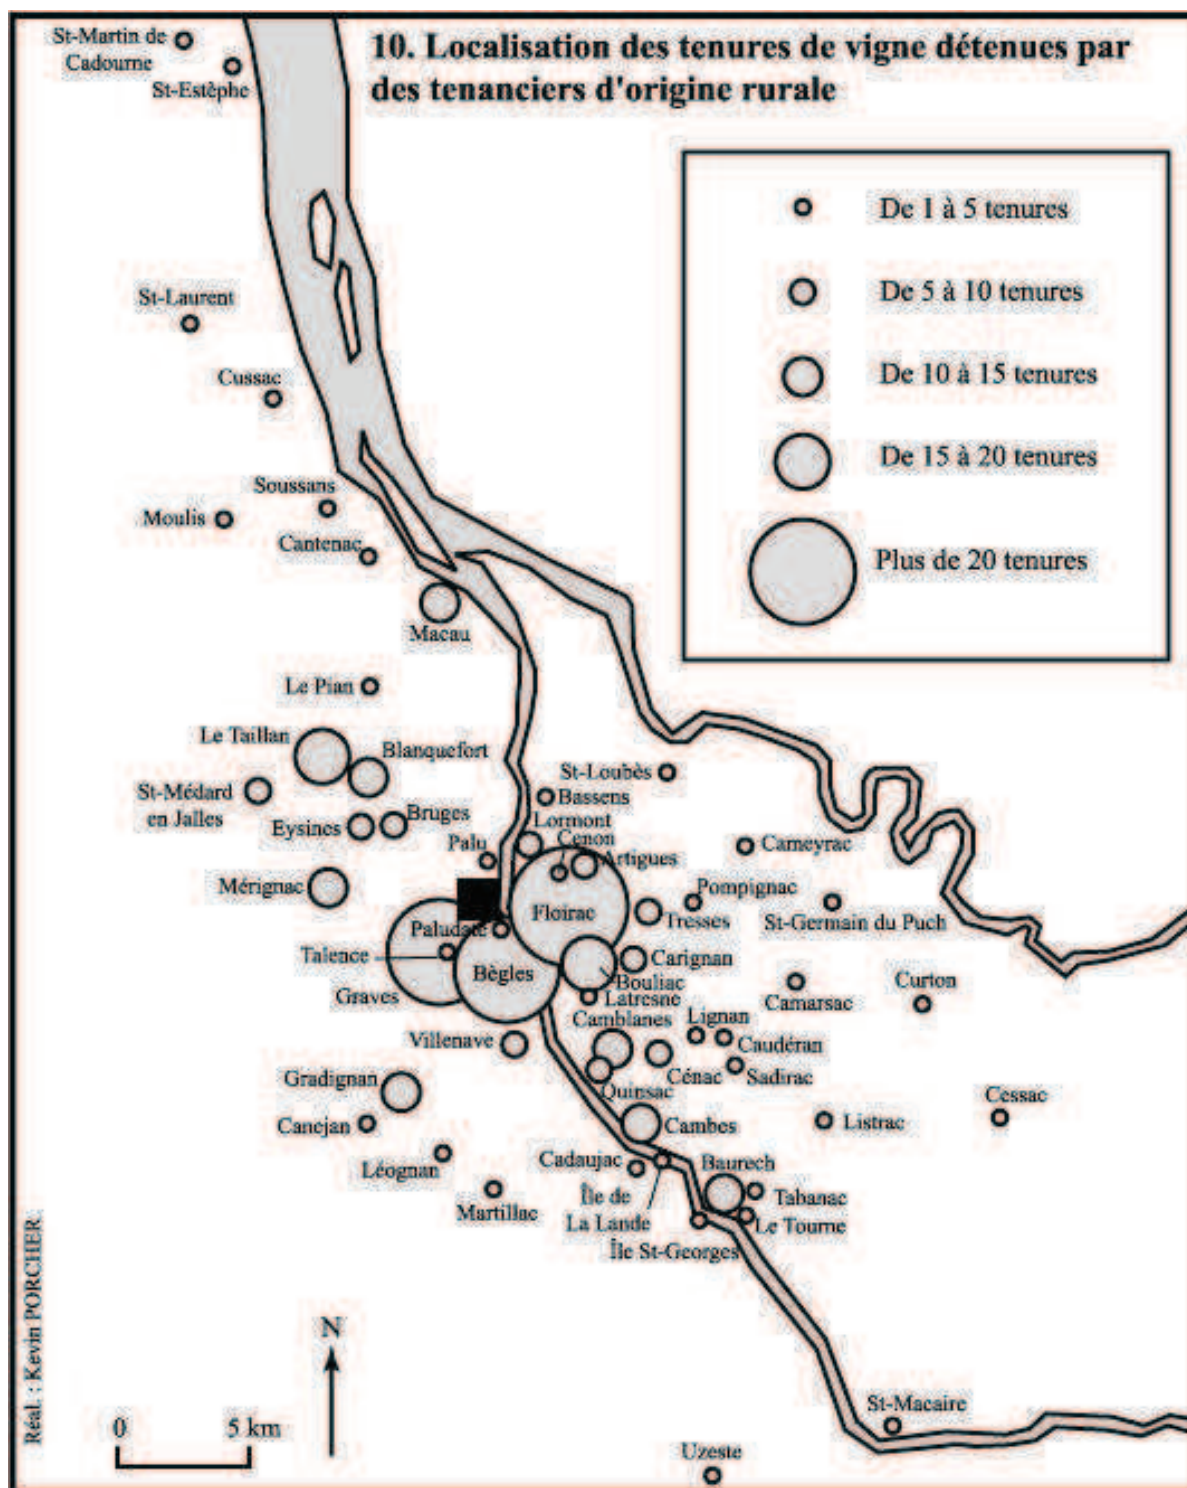 10. Localisation des tenures de vigne détenues par
des tenanciers d'origine rurale
De 1 à 5 tenures
De 5 à 10 tenures
De 10 à 15 tenures
De 15 à 20 tenures
Plus de 20 tenures
St-Martin de
Cadourne
St-Estèphe
St-Laurent
Cussac
Soussans
Moulis
Cantenac
Macau
Le Pian
Le Taillan
Blanquefort
St-Médard
en Jalles
Eysines
Bruges
St-Loubès
Bassens
Lormont
Cenon
Artigues
Palu
Cameyrac
Mérignac
Floirac
Pompignac
Tresses
St-Germain du Puch
Paludate
Talence
Bègles
Graves
Carignan
Bouliac
Latresne
Camarsac
Curton
Camblanes
Lignan
Caudéran
Villenave
Cénac
Sadirac
Quinsac
Gradignan
Canejan
Cambes
Listrac
Cessac
Léognan
Cadaujac
Baurech
Martillac
Île de
La Lande
Tabanac
Le Tourne
Île St-Georges
St-Macaire
Uzeste
N
0 5 km
Réal. : Kevin PORCHER